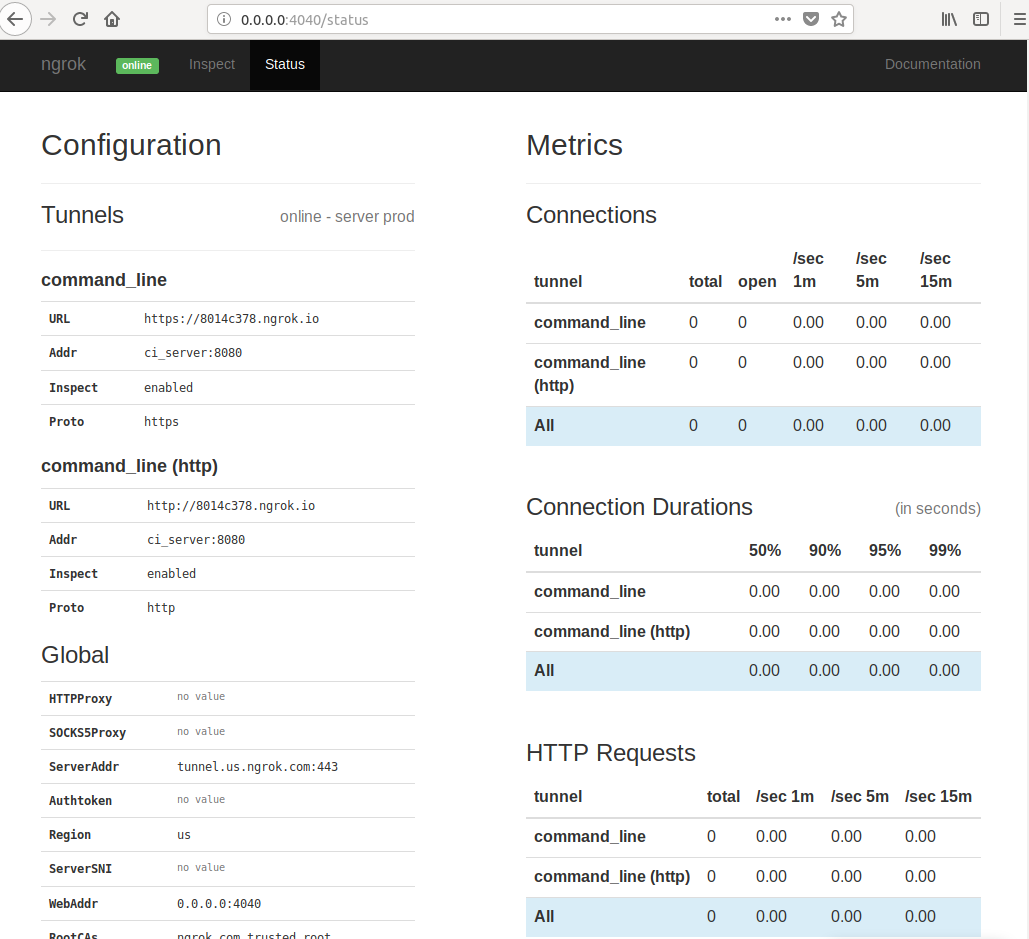 0.0.0.0:4040/status
ngrok online Inspect Status Documentation
Configuration
Tunnels online - server prod
command_line
URL https://8014c378.ngrok.io
Addr ci_server:8080
Inspect enabled
Proto https
command_line (http)
URL http://8014c378.ngrok.io
Addr ci_server:8080
Inspect enabled
Proto http
Global
HTTPProxy no value
SOCKS5Proxy no value
ServerAddr tunnel.us.ngrok.com:443
Authtoken no value
Region us
ServerSNI no value
WebAddr 0.0.0.0:4040
RootCAs ngrok.com trusted root
Metrics
Connections
/sec /sec /sec
tunnel total open 1m 5m 15m
command_line 0 0 0.00 0.00 0.00
command_line 0 0 0.00 0.00 0.00
(http)
All 0 0 0.00 0.00 0.00
Connection Durations (in seconds)
tunnel 50% 90% 95% 99%
command_line 0.00 0.00 0.00 0.00
command_line (http) 0.00 0.00 0.00 0.00
All 0.00 0.00 0.00 0.00
HTTP Requests
tunnel total /sec 1m /sec 5m /sec 15m
command_line 0 0.00 0.00 0.00
command_line (http) 0 0.00 0.00 0.00
All 0 0.00 0.00 0.00